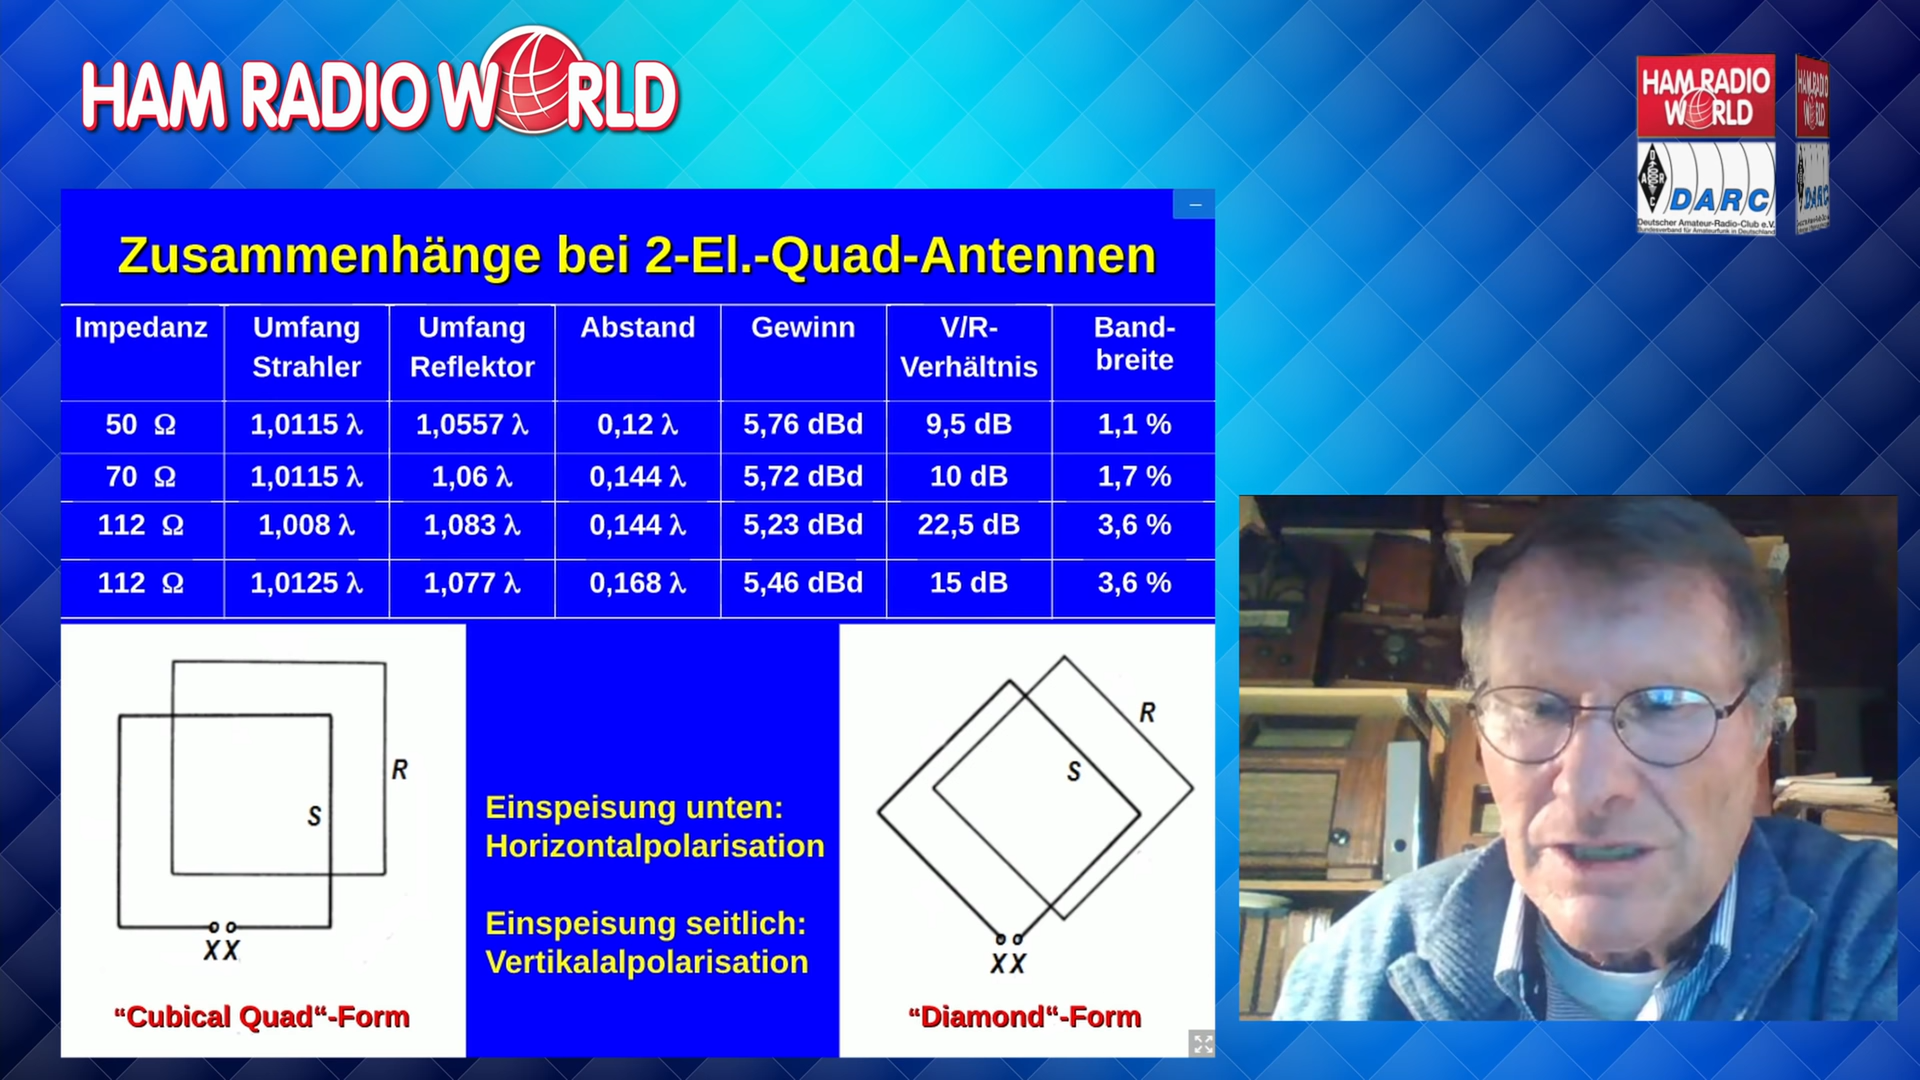 HAM RADIO WORLD
HAM RADIO
WORLD
DARC
Deutscher Amateur-Radio-Club e.V.
Bundesverband für Amateurfunk in Deutschland
Zusammenhänge bei 2-El.-Quad-Antennen
Impedanz Umfang Strahler Umfang Reflektor Abstand Gewinn V/R-Verhältnis Band-breite
50 Ω 1,0115 λ 1,0557 λ 0,12 λ 5,76 dBd 9,5 dB 1,1 %
70 Ω 1,0115 λ 1,06 λ 0,144 λ 5,72 dBd 10 dB 1,7 %
112 Ω 1,008 λ 1,083 λ 0,144 λ 5,23 dBd 22,5 dB 3,6 %
112 Ω 1,0125 λ 1,077 λ 0,168 λ 5,46 dBd 15 dB 3,6 %
R
S
X X
“Cubical Quad“-Form
Einspeisung unten:
Horizontalpolarisation
Einspeisung seitlich:
Vertikalalpolarisation
R
S
X X
“Diamond“-Form